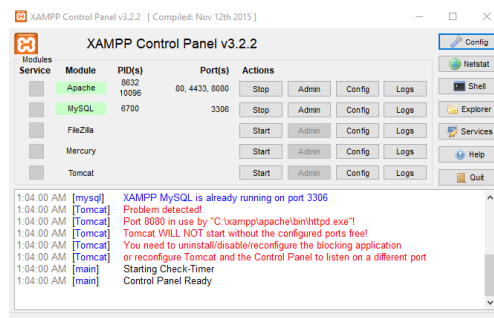 XAMPP Control Panel v3.2.2 [ Compiled: Nov 12th 2015 ]
XAMPP Control Panel v3.2.2
Config
Modules
Service Module PID(s) Port(s) Actions
Netstat
Apache 8632 10096 80, 4433, 8080 Stop Admin Config Logs
Shell
MySQL 6700 3306 Stop Admin Config Logs
Explorer
FileZilla Start Admin Config Logs
Services
Mercury Start Admin Config Logs
Help
Tomcat Start Admin Config Logs
Quit
1:04:00 AM [mysql] XAMPP MySQL is already running on port 3306
1:04:00 AM [Tomcat] Problem detected!
1:04:00 AM [Tomcat] Port 8080 in use by "C:\xampp\apache\bin\httpd.exe"!
1:04:00 AM [Tomcat] Tomcat WILL NOT start without the configured ports free!
1:04:00 AM [Tomcat] You need to uninstall/disable/reconfigure the blocking application
1:04:00 AM [Tomcat] or reconfigure Tomcat and the Control Panel to listen on a different port
1:04:00 AM [main] Starting Check-Timer
1:04:00 AM [main] Control Panel Ready